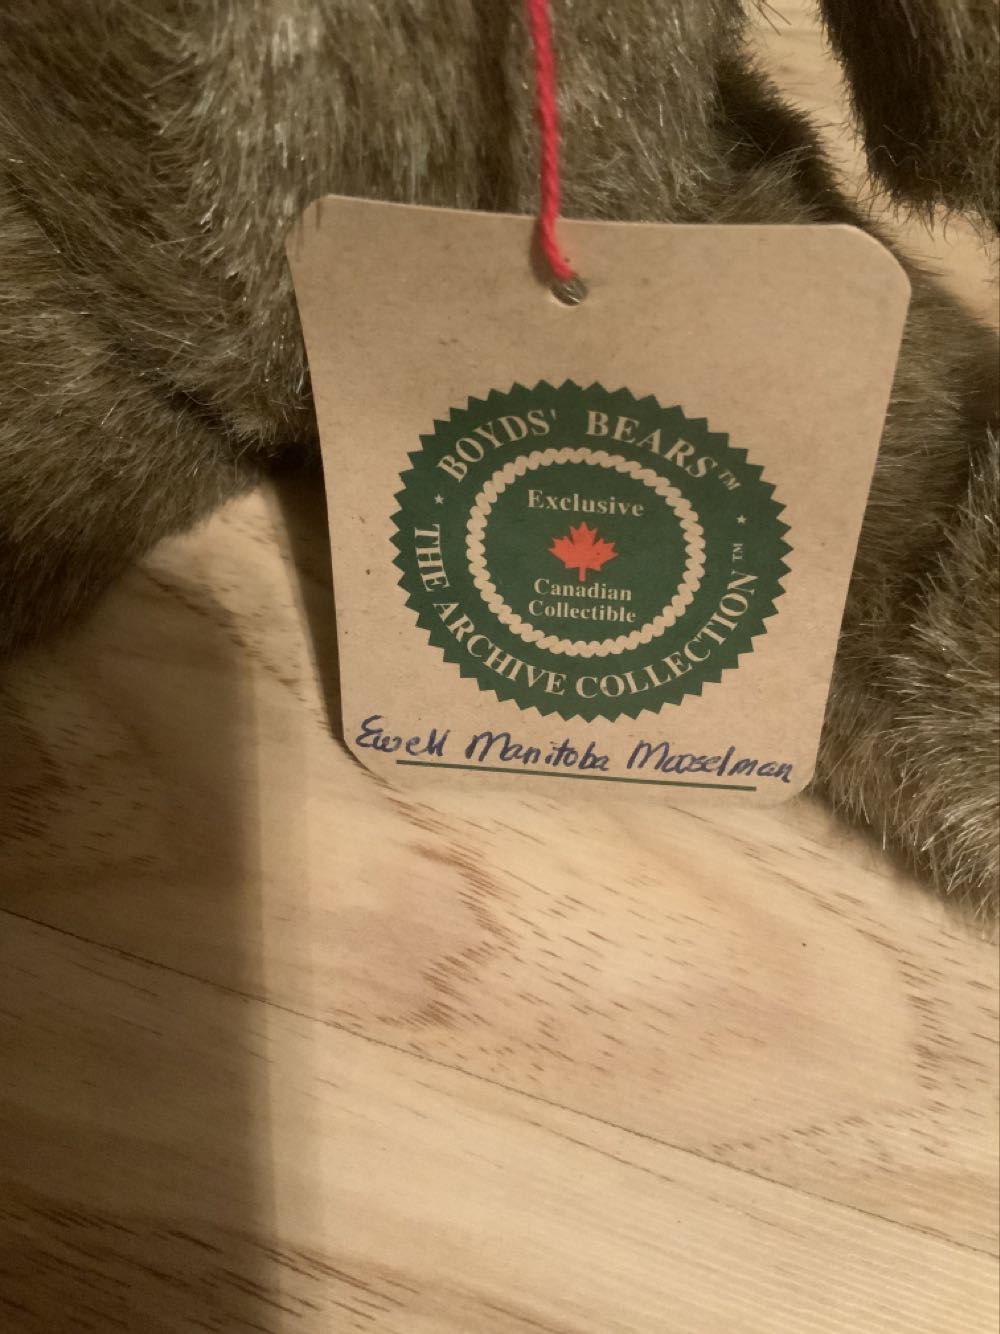 BOYDS' BEARS™
Exclusive
Canadian
Collectible
THE ARCHIVE COLLECTION™
Ewell Manitoba Mooselman